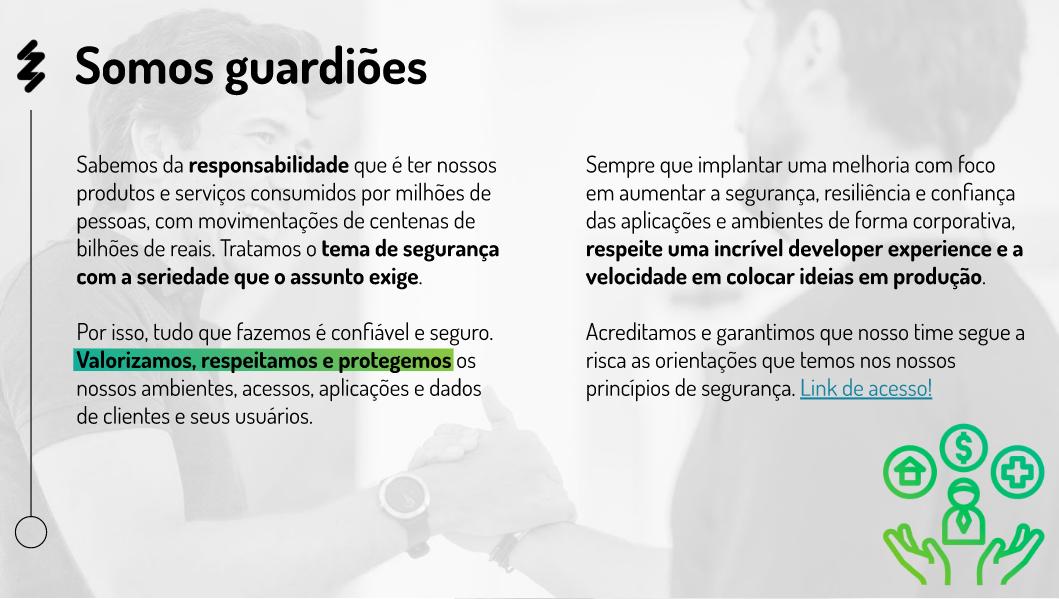 Somos guardiões
Sabemos da responsabilidade que é ter nossos
produtos e serviços consumidos por milhões de
pessoas, com movimentações de centenas de
bilhões de reais. Tratamos o tema de segurança
com a seriedade que o assunto exige.
Por isso, tudo que fazemos é confiável e seguro.
Valorizamos, respeitamos e protegemos os
nossos ambientes, acessos, aplicações e dados
de clientes e seus usuários.
Sempre que implantar uma melhoria com foco
em aumentar a segurança, resiliência e confiança
das aplicações e ambientes de forma corporativa,
respeite uma incrível developer experience e a
velocidade em colocar ideias em produção.
Acreditamos e garantimos que nosso time segue a
risca as orientações que temos nos nossos
princípios de segurança. Link de acesso!